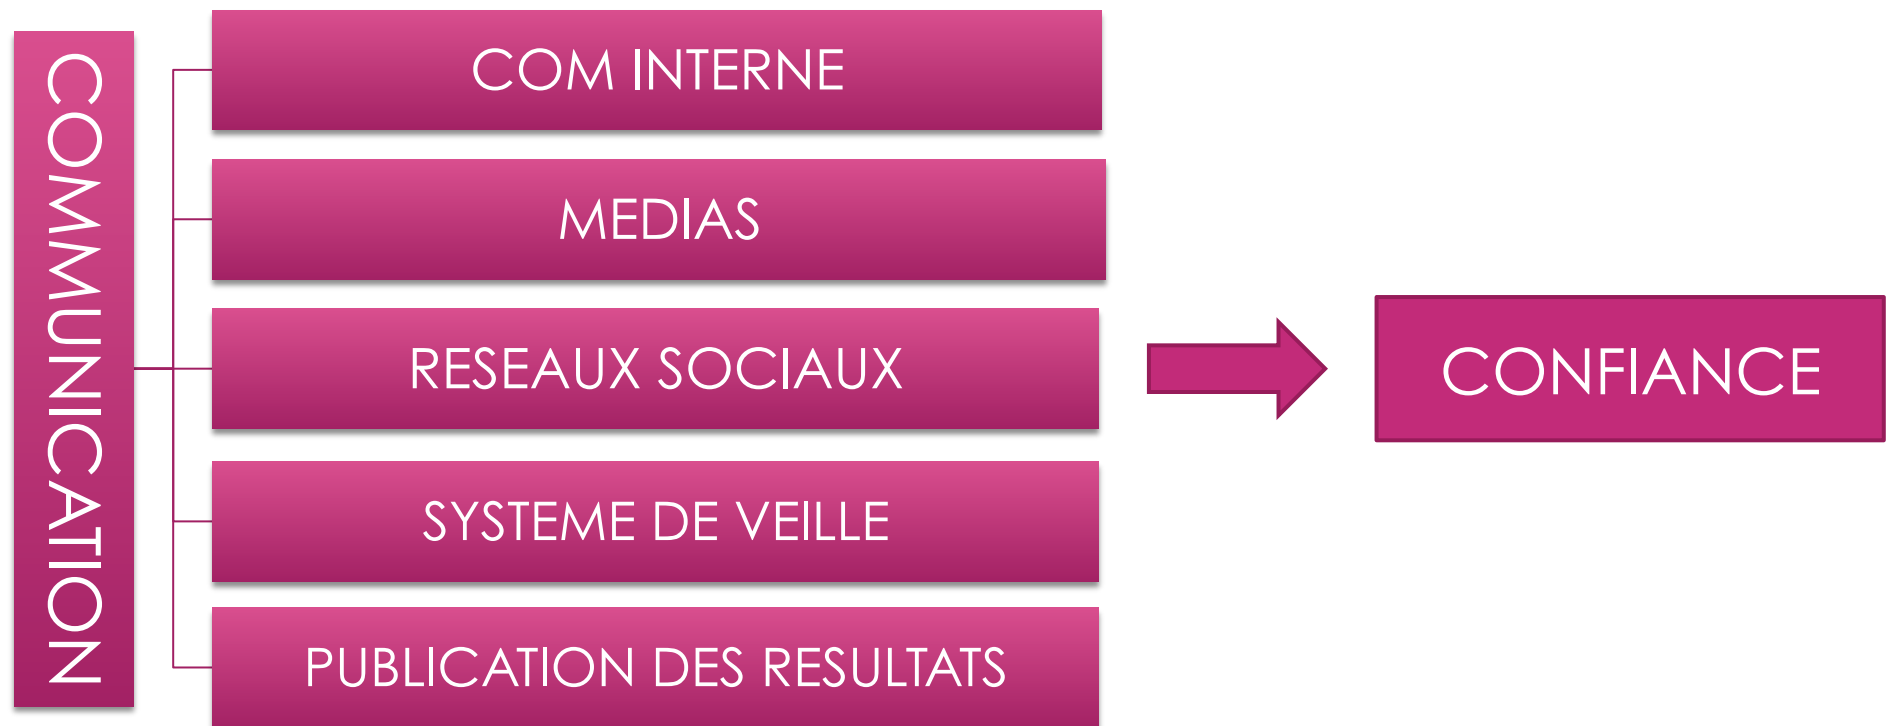 COMMUNICATION
COM INTERNE
MEDIAS
RESEAUX SOCIAUX
SYSTEME DE VEILLE
PUBLICATION DES RESULTATS
CONFIANCE